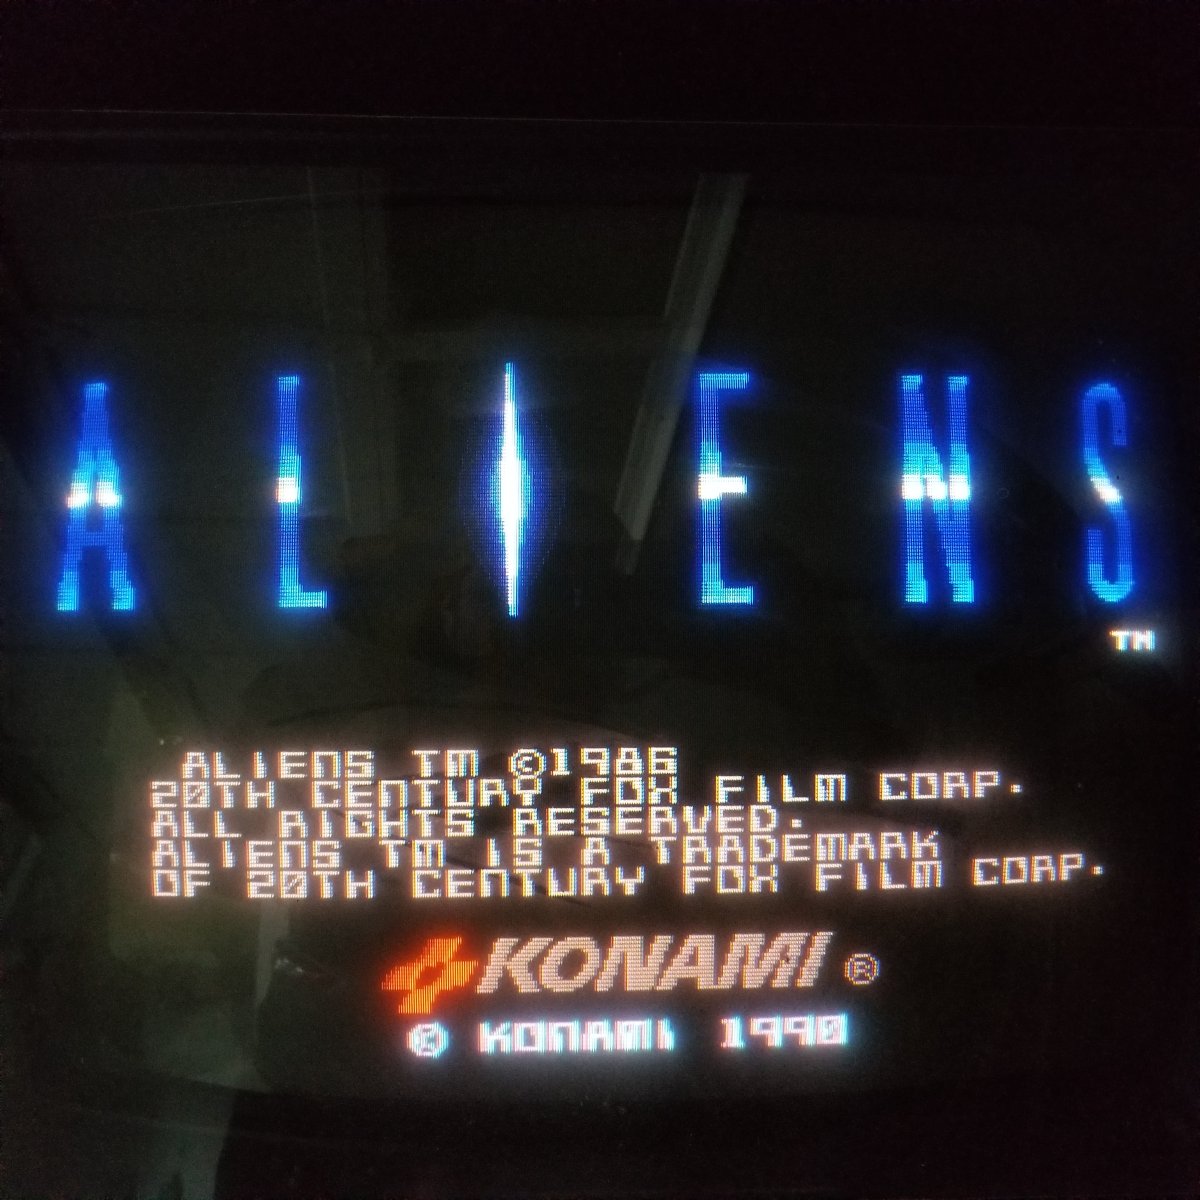 ALIENS
TM
ALIENS TM ©1986
20TH CENTURY FOX FILM CORP.
ALL RIGHTS RESERVED.
ALIENS TM IS A TRADEMARK
OF 20TH CENTURY FOX FILM CORP.
KONAMI ®
© KONAMI 1990